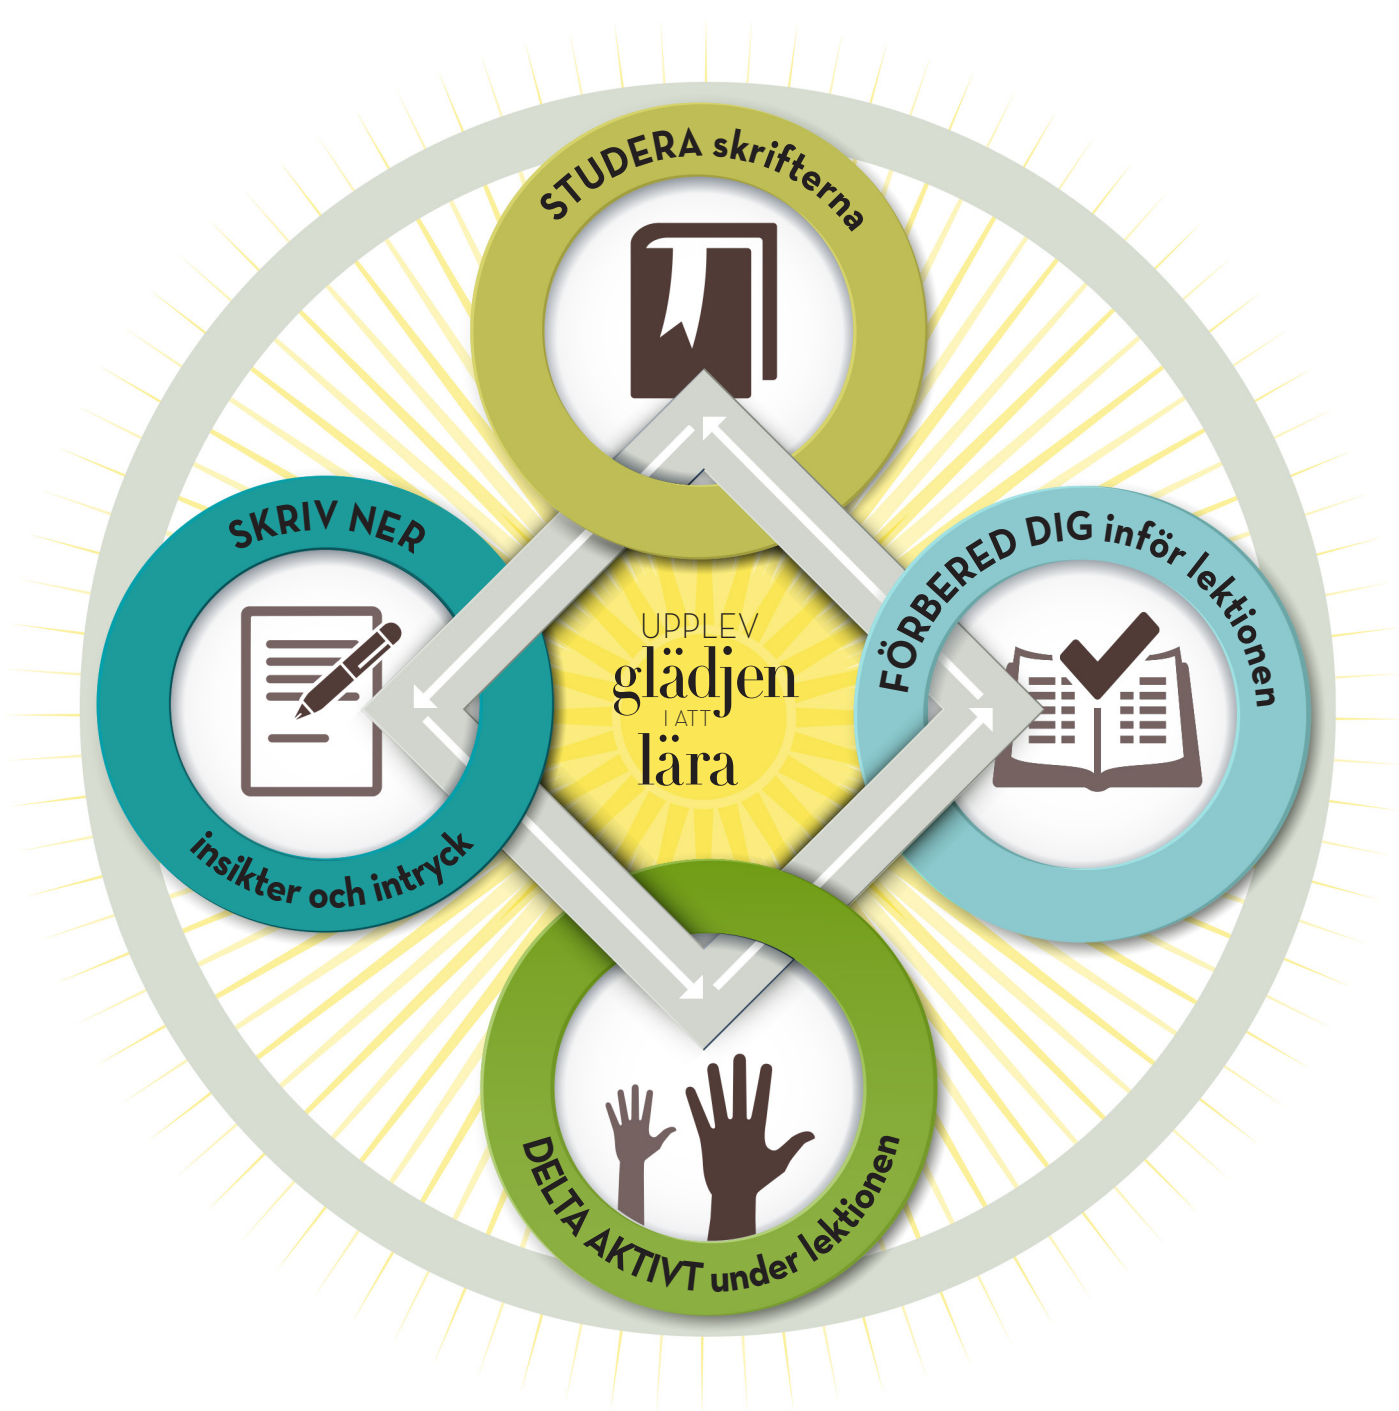 STUDERA skrifterna
SKRIV NER
insikter och intryck
FÖRBERED DIG inför lektionen
UPPLEV
glädjen
I ATT
lära
DELTA AKTIVT under lektionen